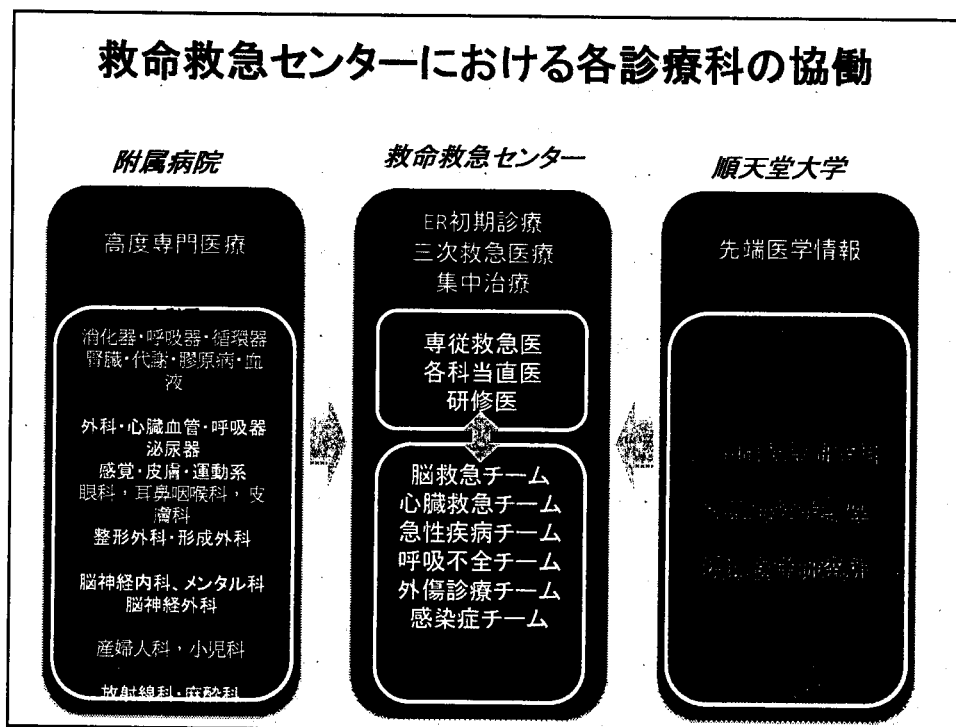 救命救急センターにおける各診療科の協働
附属病院
高度専門医療
消化器・呼吸器・循環器
腎臓・代謝・膠原病・血
液
外科・心臓血管・呼吸器
泌尿器
感覚・皮膚・運動系
眼科，耳鼻咽喉科，皮
膚科
整形外科・形成外科
脳神経内科、メンタル科
脳神経外科
産婦人科，小児科
放射線科・麻酔科
救命救急センター
ER初期診療
三次救急医療
集中治療
専従救急医
各科当直医
研修医
脳救急チーム
心臓救急チーム
急性疾病チーム
呼吸不全チーム
外傷診療チーム
感染症チーム
順天堂大学
先端医学情報